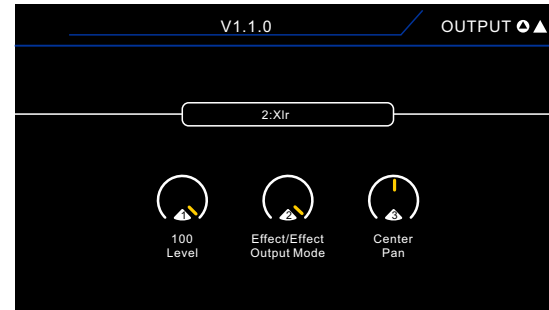 V1.1.0
OUTPUT
2:Xlr
1
2
3
100
Level
Effect/Effect
Output Mode
Center
Pan